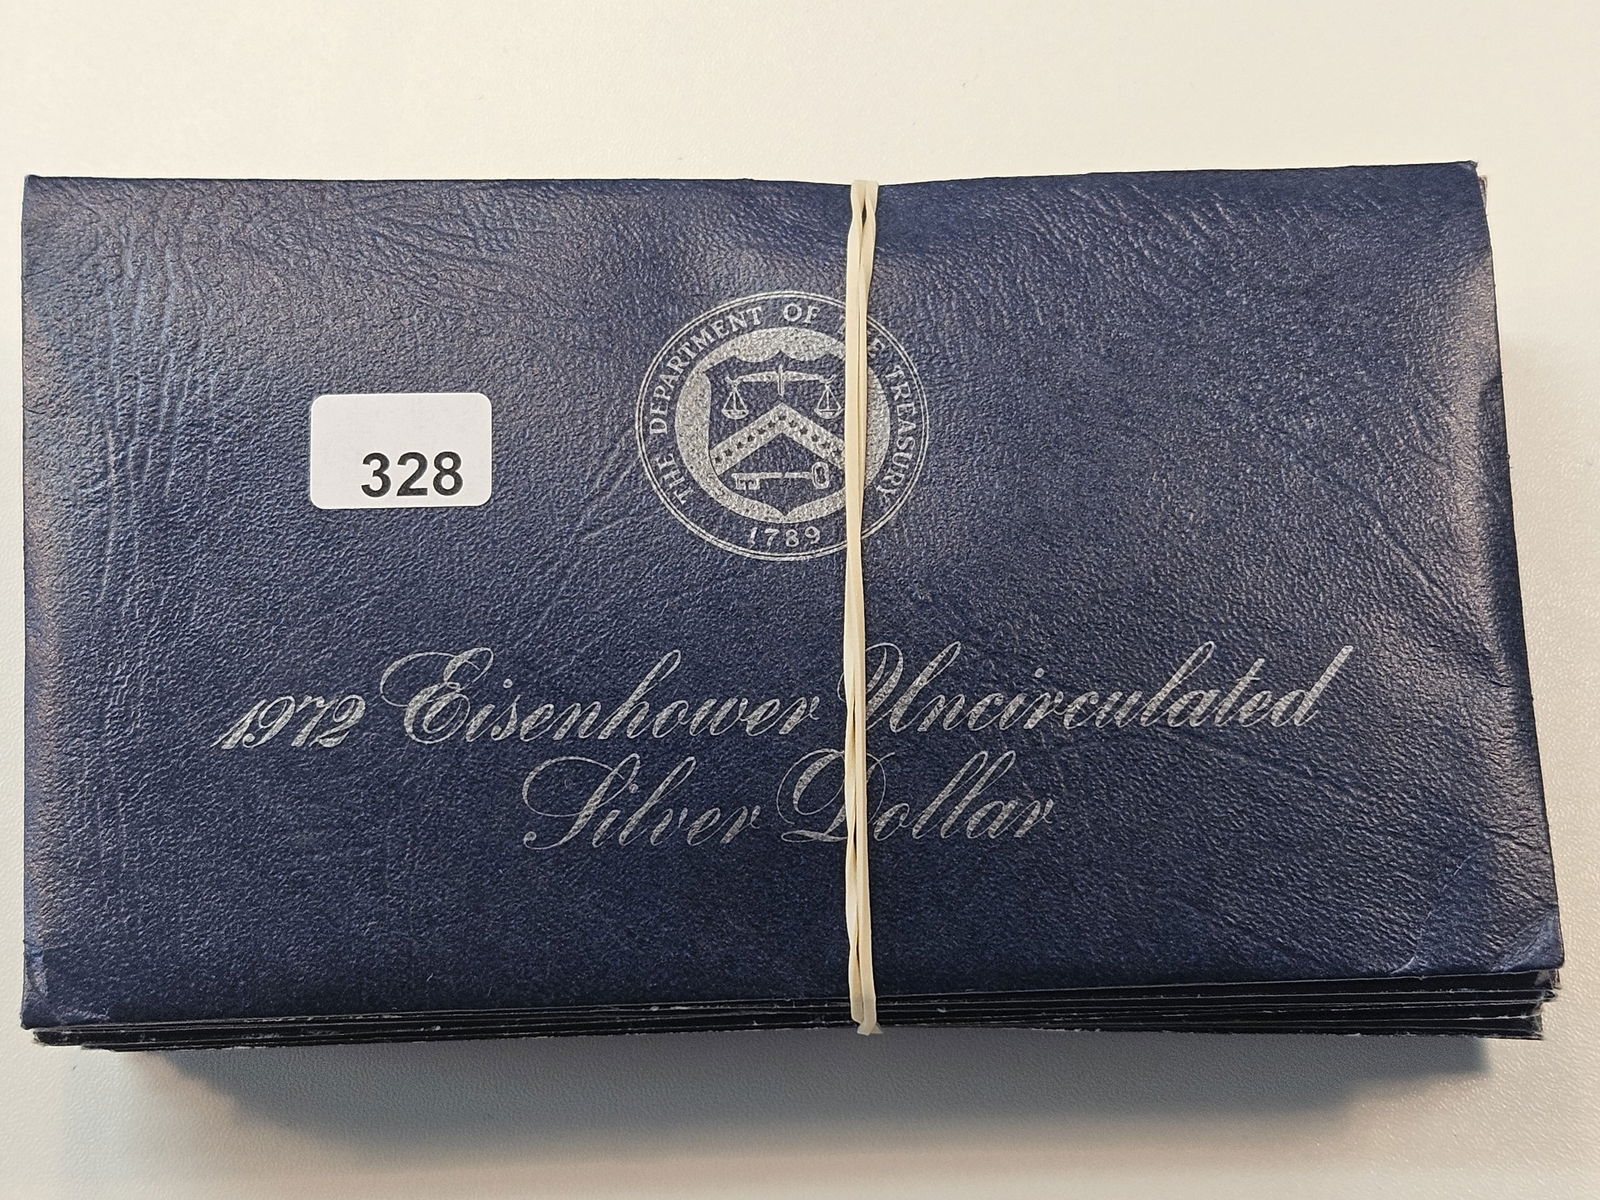 THE DEPARTMENT OF THE TREASURY
1789
328
1972 Eisenhower Uncirculated
Silver Dollar